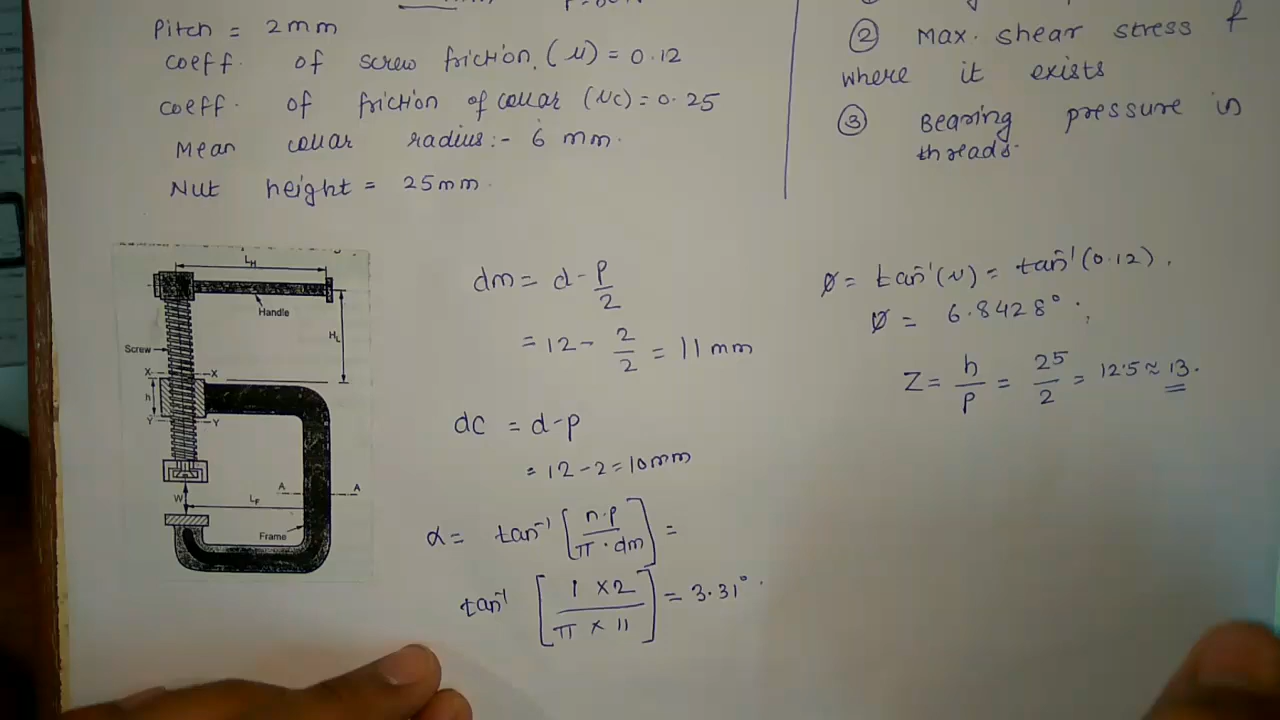 Pitch = 2mm
coeff. of screw friction. (μ) = 0.12
coeff. of friction of collar (μc) = 0.25
Mean collar radius:- 6 mm.
Nut height = 25mm.
② Max. shear stress &
where it exists
③ Bearing pressure in
threads.
LH
Handle
HL
Screw
X X
h
Y Y
W
LF
A A
Frame
dm = d - p/2
= 12 - 2/2 = 11 mm
dc = d - p
= 12 - 2 = 10mm
α = tan⁻¹ [n.p / π . dm] =
tan⁻¹ [1 x 2 / π x 11] = 3.31°.
ø = tan⁻¹(μ) = tan⁻¹(0.12).
ø = 6.8428°.
Z = h/p = 25/2 = 12.5 ≈ 13.